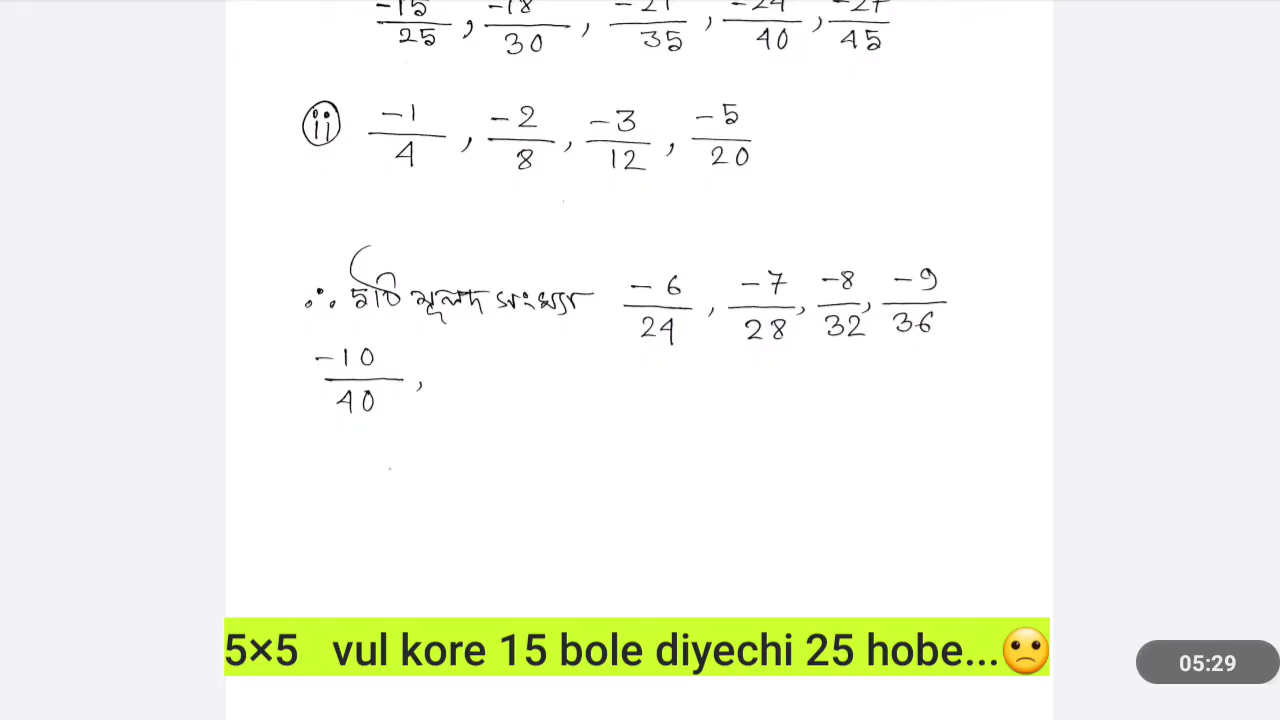 -15/25, -18/30, -21/35, -24/40, -27/45
ii -1/4, -2/8, -3/12, -5/20
∴ ৫টি মূলদ সংখ্যা -6/24, -7/28, -8/32, -9/36
-10/40,
5×5 vul kore 15 bole diyechi 25 hobe...🙁
05:29